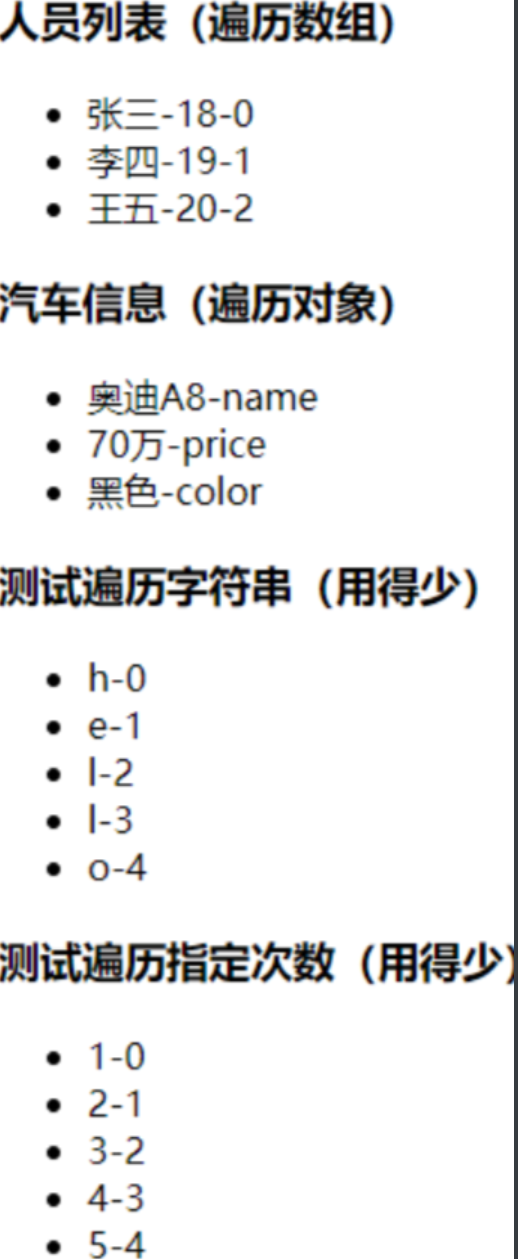 人员列表（遍历数组）
张三-18-0
李四-19-1
王五-20-2
汽车信息（遍历对象）
奥迪A8-name
70万-price
黑色-color
测试遍历字符串（用得少）
h-0
e-1
l-2
l-3
o-4
测试遍历指定次数（用得少）
1-0
2-1
3-2
4-3
5-4